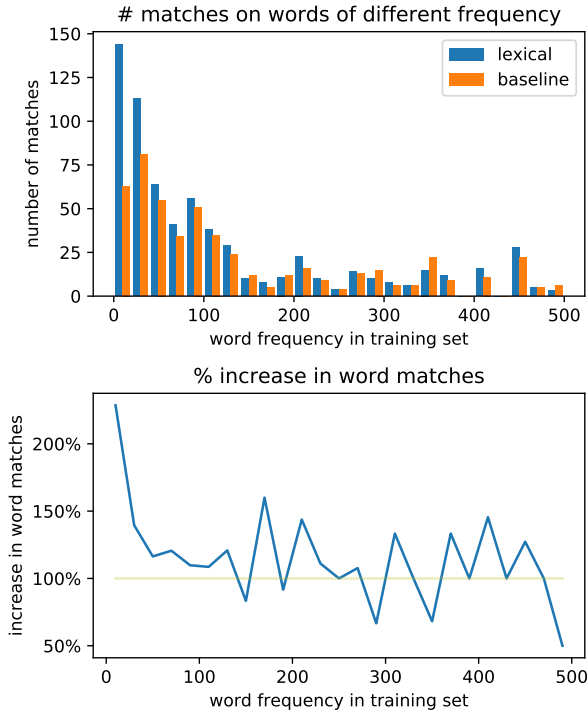 # matches on words of different frequency
150
125
100
75
50
25
0
number of matches
lexical
baseline
0 100 200 300 400 500
word frequency in training set
% increase in word matches
200%
150%
100%
50%
increase in word matches
0 100 200 300 400 500
word frequency in training set